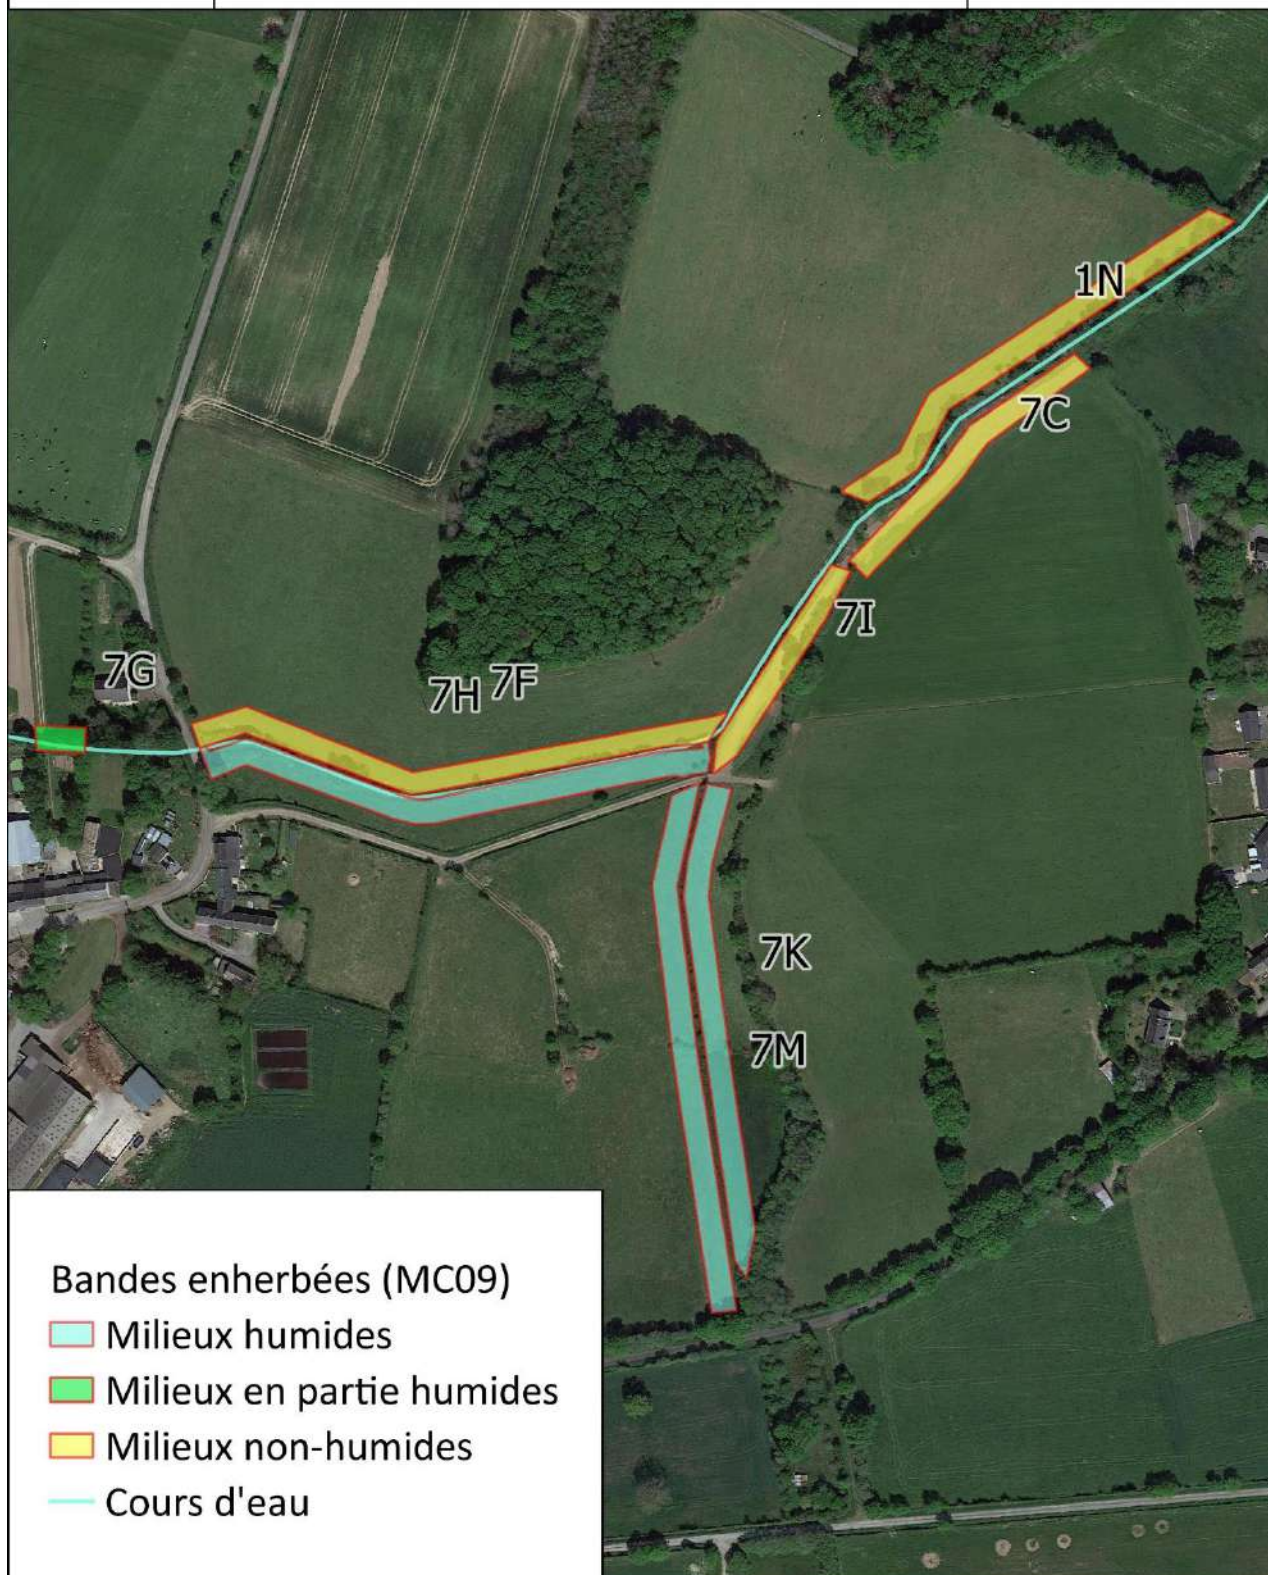 1N
7C
7I
7G
7H 7F
7K
7M
Bandes enherbées (MC09)
Milieux humides
Milieux en partie humides
Milieux non-humides
Cours d'eau